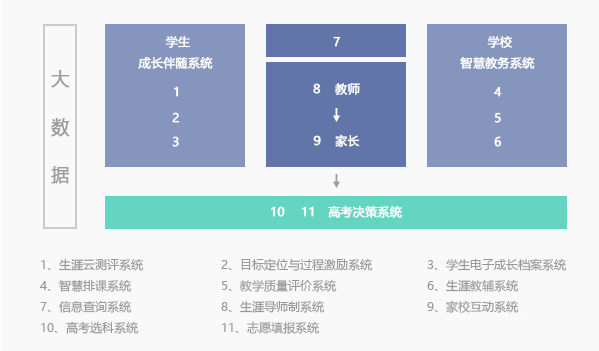 大
数
据
学生
成长伴随系统
1
2
3
7
8 教师
9 家长
学校
智慧教务系统
4
5
6
10 11 高考决策系统
1、生涯云测评系统 2、目标定位与过程激励系统 3、学生电子成长档案系统
4、智慧排课系统 5、教学质量评价系统 6、生涯教辅系统
7、信息查询系统 8、生涯导师制系统 9、家校互动系统
10、高考选科系统 11、志愿填报系统